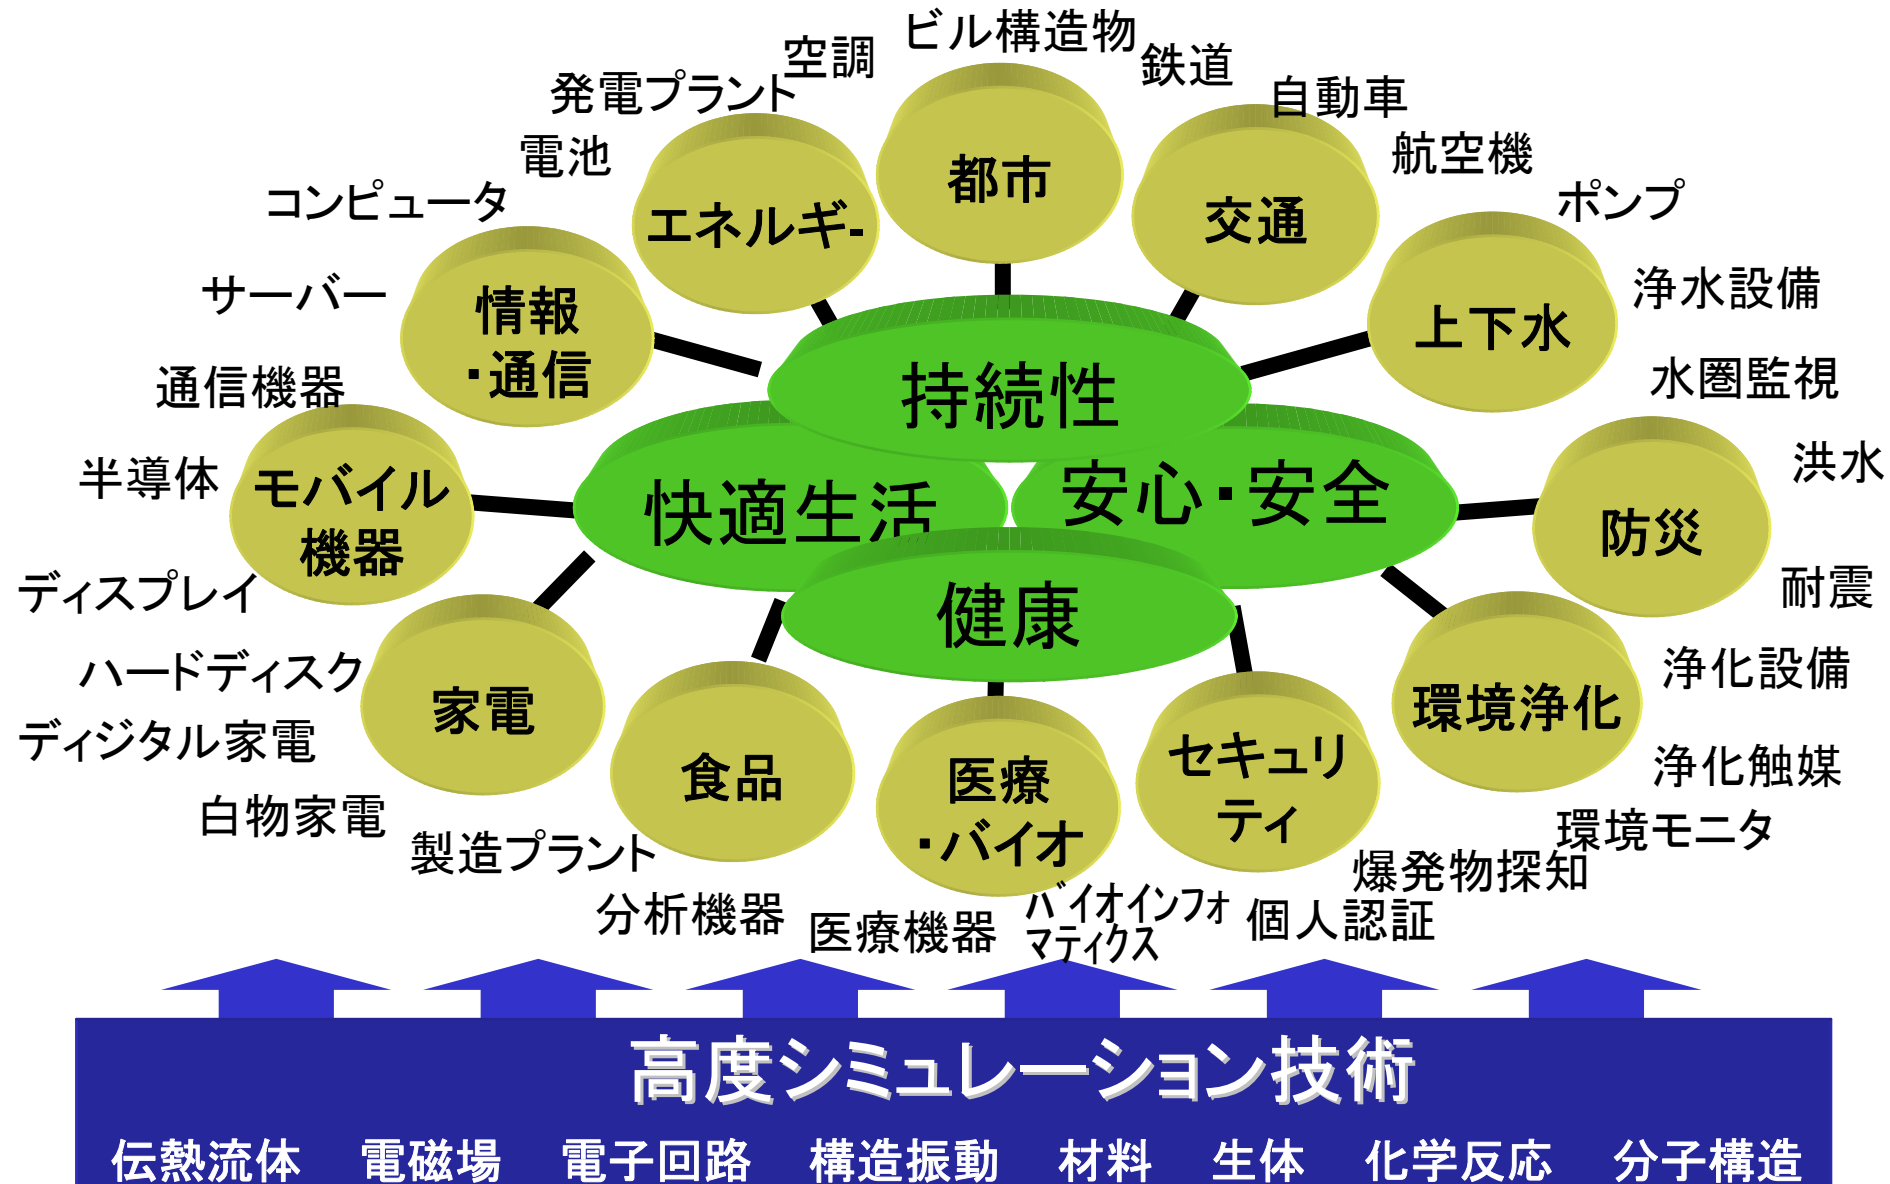 ビル構造物
空調
鉄道
発電プラント
自動車
電池
航空機
コンピュータ
ポンプ
サーバー
浄水設備
通信機器
水圏監視
半導体
洪水
ディスプレイ
耐震
ハードディスク
浄化設備
ディジタル家電
浄化触媒
白物家電
環境モニタ
製造プラント
爆発物探知
分析機器
医療機器
バイオインフォ
マティクス
個人認証
都市
エネルギ-
交通
情報
・通信
上下水
モバイル
機器
防災
家電
環境浄化
食品
医療
・バイオ
セキュリ
ティ
持続性
快適生活
安心・安全
健康
高度シミュレーション技術
伝熱流体 電磁場 電子回路 構造振動 材料 生体 化学反応 分子構造